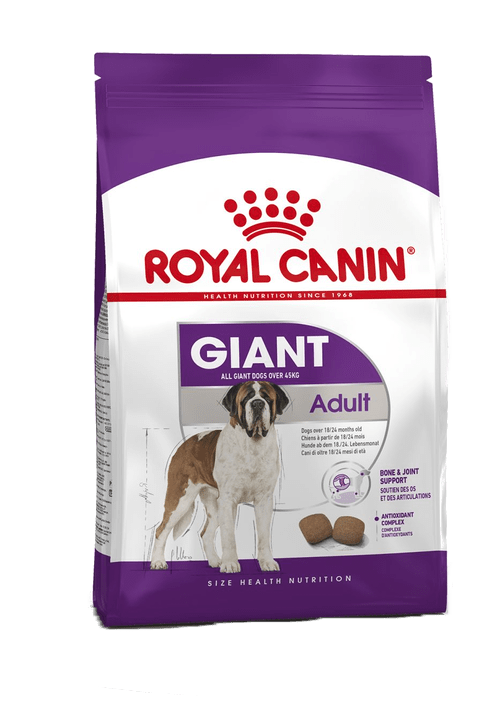 ROYAL CANIN®
HEALTH NUTRITION SINCE 1968
GIANT
ALL GIANT DOGS OVER 45KG
Adult
Dogs over 18/24 months old
Chiens à partir de 18/24 mois
Hunde ab dem 18./24. Lebensmonat
Cani di oltre 18/24 mesi di età
BONE & JOINT
SUPPORT
SOUTIEN DES OS
ET DES ARTICULATIONS
ANTIOXIDANT
COMPLEX
COMPLEXE
D'ANTIOXYDANTS
SIZE HEALTH NUTRITION